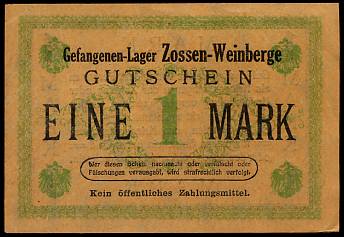 Gefangenen-Lager Zossen-Weinberge
GUTSCHEIN
EINE 1 MARK
Wer diesen Schein nachmacht oder verfälscht oder
Fälschungen verausgabt, wird strafrechtlich verfolgt.
Kein öffentliches Zahlungsmittel.